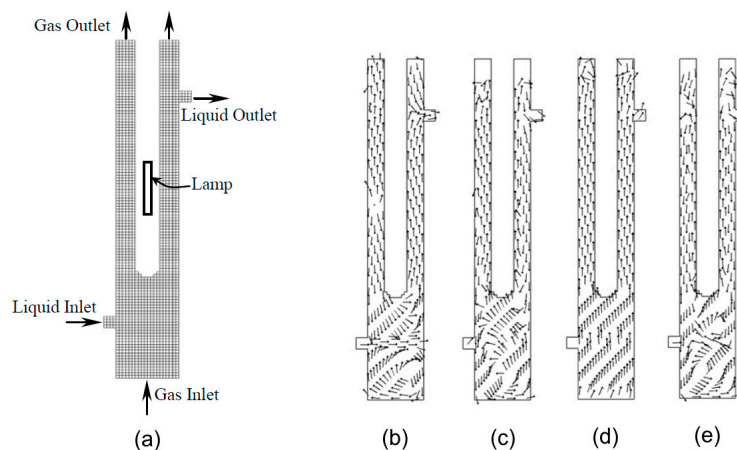 Gas Outlet
Liquid Outlet
Lamp
Liquid Inlet
Gas Inlet
(a)
(b)
(c)
(d)
(e)